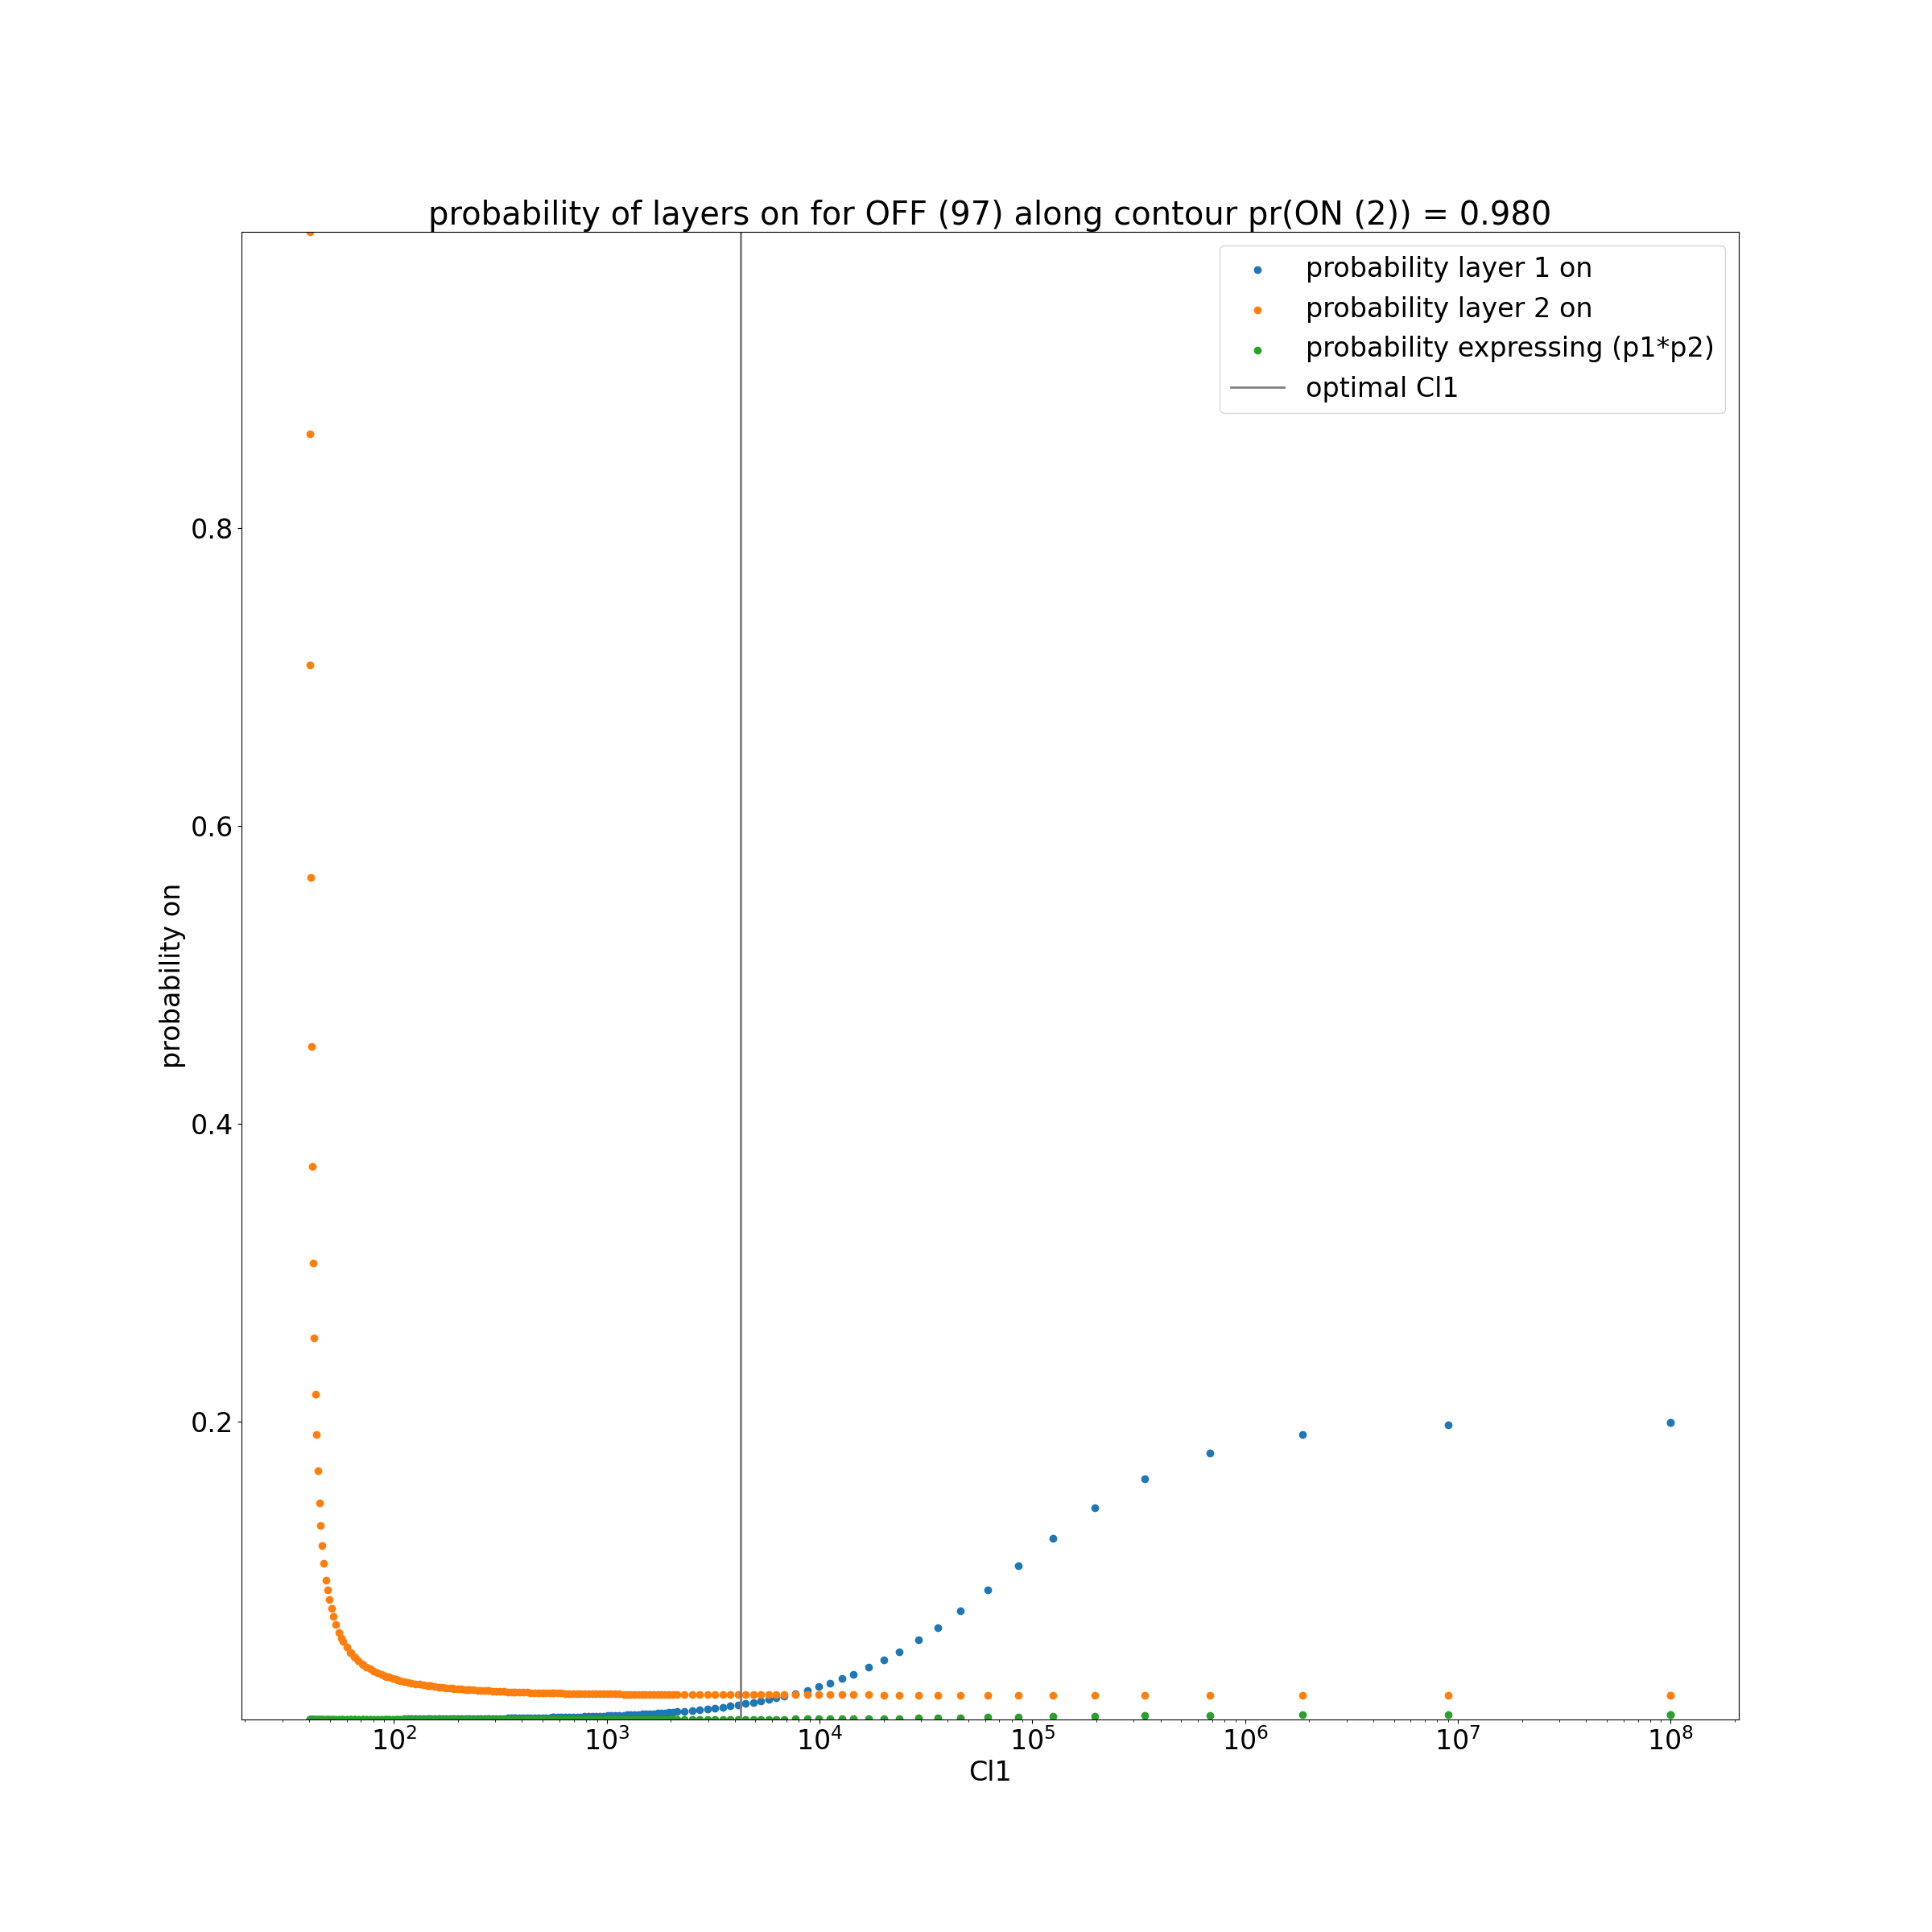 probability of layers on for OFF (97) along contour pr(ON (2)) = 0.980
probability layer 1 on
probability layer 2 on
probability expressing (p1*p2)
optimal Cl1
probability on
0.8
0.6
0.4
0.2
10² 10³ 10⁴ 10⁵ 10⁶ 10⁷ 10⁸
Cl1